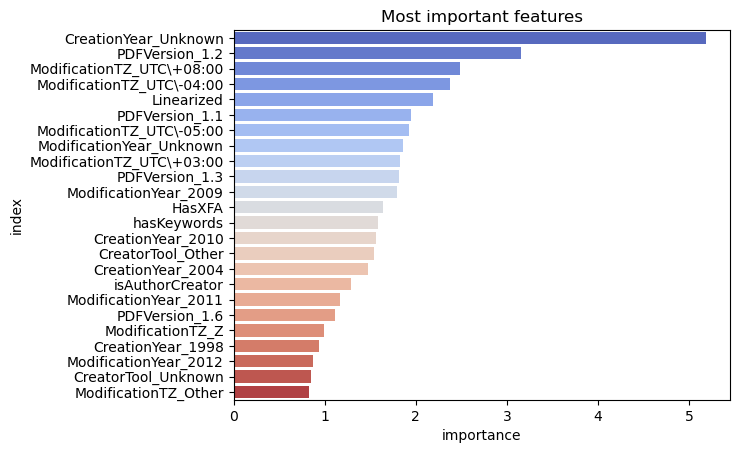 Most important features
CreationYear_Unknown
PDFVersion_1.2
ModificationTZ_UTC\+08:00
ModificationTZ_UTC\-04:00
Linearized
PDFVersion_1.1
ModificationTZ_UTC\-05:00
ModificationYear_Unknown
ModificationTZ_UTC\+03:00
PDFVersion_1.3
ModificationYear_2009
HasXFA
hasKeywords
CreationYear_2010
CreatorTool_Other
CreationYear_2004
isAuthorCreator
ModificationYear_2011
PDFVersion_1.6
ModificationTZ_Z
CreationYear_1998
ModificationYear_2012
CreatorTool_Unknown
ModificationTZ_Other
index
0 1 2 3 4 5
importance